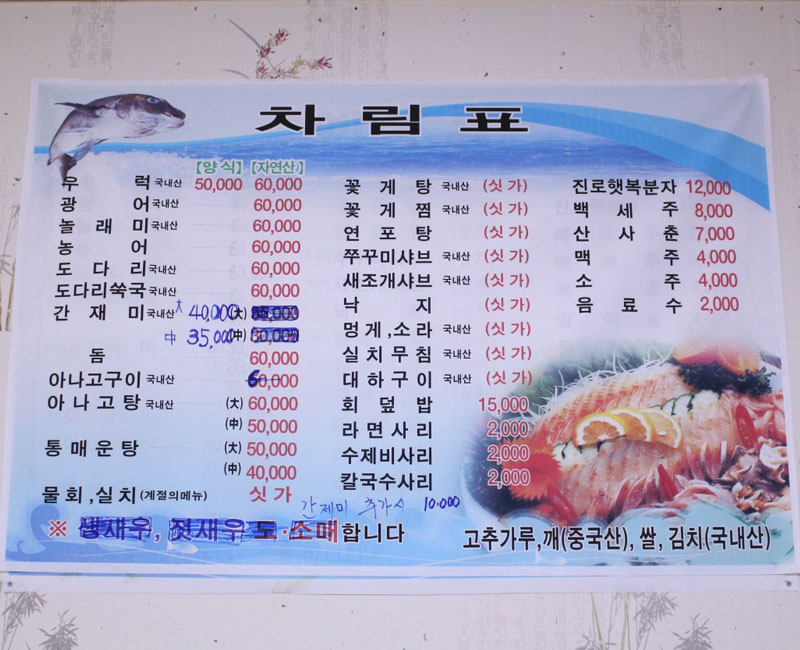 차림표
[양식] [자연산]
우럭 국내산 50,000 60,000
광어 국내산 60,000
놀래미 국내산 60,000
농어 60,000
도다리 국내산 60,000
도다리쑥국 국내산 60,000
간재미 국내산 大 40,000 (大)
中 35,000 (中) 30,000
돔 60,000
아나고구이 국내산 60,000
아나고탕 국내산 (大) 60,000
(中) 50,000
통매운탕 (大) 50,000
(中) 40,000
물회,실치(계절의메뉴) 싯가
꽃게탕 국내산 (싯가)
꽃게찜 국내산 (싯가)
연포탕 (싯가)
쭈꾸미샤브 국내산 (싯가)
새조개샤브 국내산 (싯가)
낙지 (싯가)
멍게,소라 국내산 (싯가)
실치무침 국내산 (싯가)
대하구이 국내산 (싯가)
회덮밥 15,000
라면사리 2,000
수제비사리 2,000
칼국수사리 2,000
간제미 추가시 10.000
진로햇복분자 12,000
백세주 8,000
산사춘 7,000
맥주 4,000
소주 4,000
음료수 2,000
※ 생새우, 젓새우 도·소매합니다
고추가루,깨(중국산), 쌀, 김치(국내산)